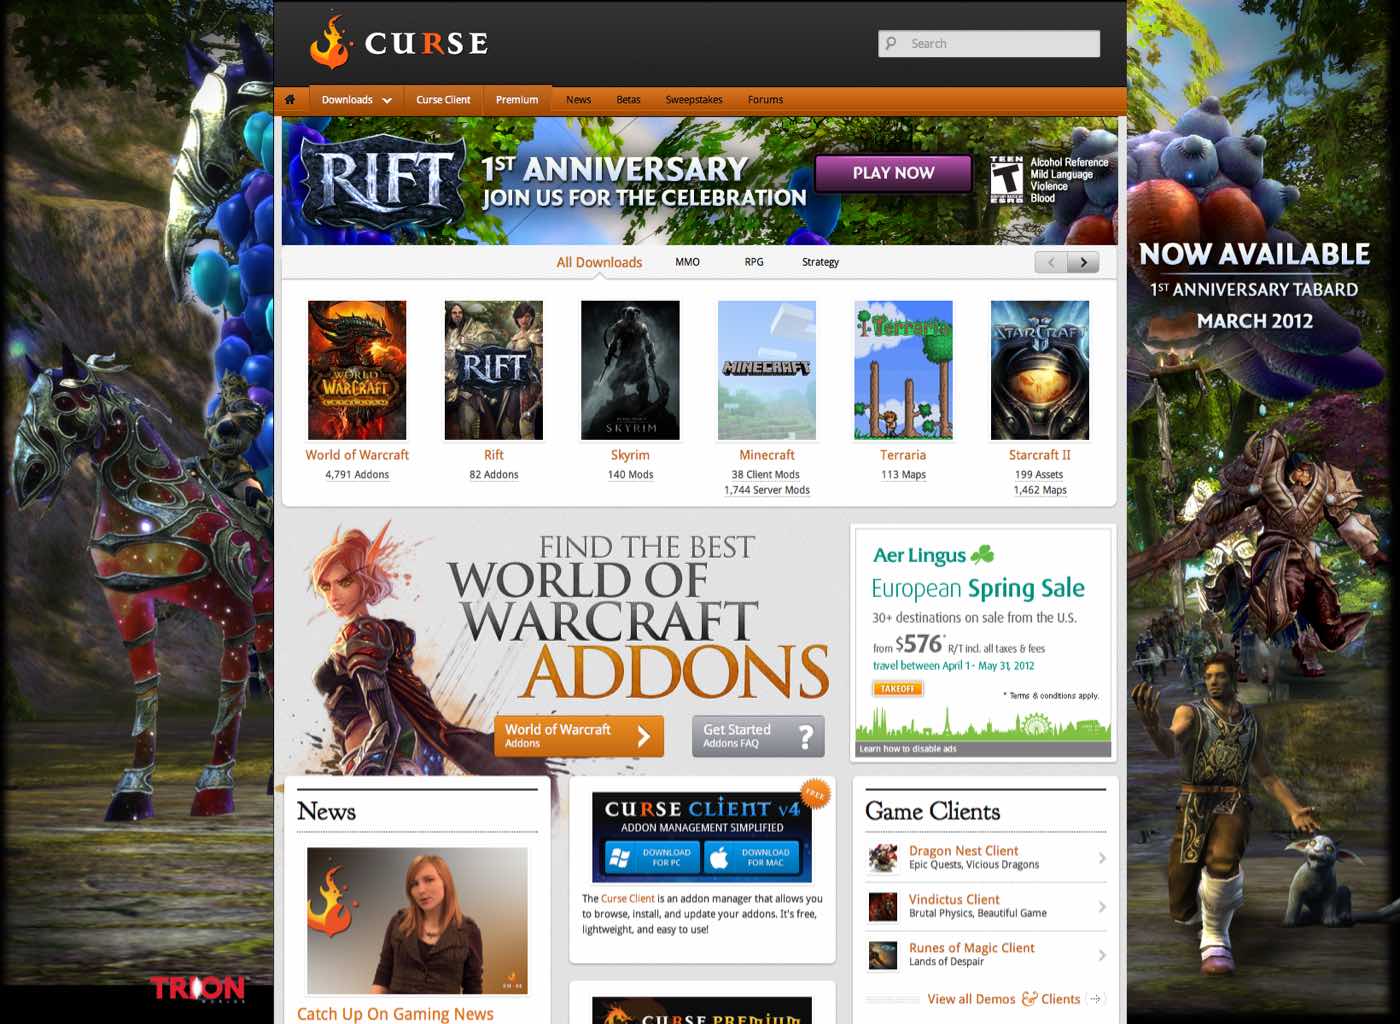 CURSE
Search
Downloads
Curse Client
Premium
News
Betas
Sweepstakes
Forums
RIFT
1ST ANNIVERSARY
JOIN US FOR THE CELEBRATION
PLAY NOW
TEEN
T
ESRB
Alcohol Reference
Mild Language
Violence
Blood
NOW AVAILABLE
1ST ANNIVERSARY TABARD
MARCH 2012
All Downloads
MMO
RPG
Strategy
WORLD
WARCRAFT
CATACLYSM
RIFT
SKYRIM
MINECRAFT
Terraria
STARCRAFT
World of Warcraft
4,791 Addons
Rift
82 Addons
Skyrim
140 Mods
Minecraft
38 Client Mods
1,744 Server Mods
Terraria
113 Maps
Starcraft II
199 Assets
1,462 Maps
FIND THE BEST
WORLD OF
WARCRAFT
ADDONS
World of Warcraft
Addons
Get Started
Addons FAQ
?
Aer Lingus
European Spring Sale
30+ destinations on sale from the U.S.
from $576* R/T incl. all taxes & fees
travel between April 1 - May 31, 2012
TAKEOFF
* Terms & conditions apply.
Learn how to disable ads
News
Catch Up On Gaming News
FREE
CURSE CLIENT V4
ADDON MANAGEMENT SIMPLIFIED
DOWNLOAD
FOR PC
DOWNLOAD
FOR MAC
The Curse Client is an addon manager that allows you
to browse, install, and update your addons. It's free,
lightweight, and easy to use!
CURSE PREMIUM
Game Clients
Dragon Nest Client
Epic Quests, Vicious Dragons
Vindictus Client
Brutal Physics, Beautiful Game
Runes of Magic Client
Lands of Despair
View all Demos & Clients
TRION
WORLDS